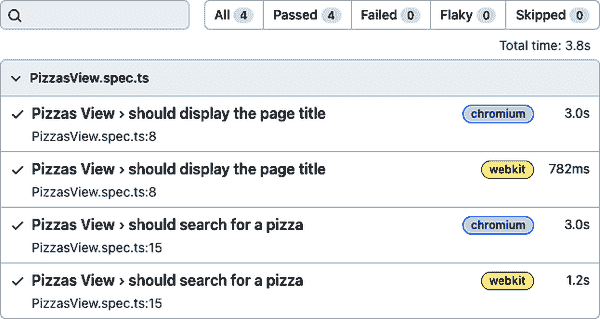 All 4 Passed 4 Failed 0 Flaky 0 Skipped 0
Total time: 3.8s
PizzasView.spec.ts
Pizzas View › should display the page title chromium 3.0s
PizzasView.spec.ts:8
Pizzas View › should display the page title webkit 782ms
PizzasView.spec.ts:8
Pizzas View › should search for a pizza chromium 3.0s
PizzasView.spec.ts:15
Pizzas View › should search for a pizza webkit 1.2s
PizzasView.spec.ts:15